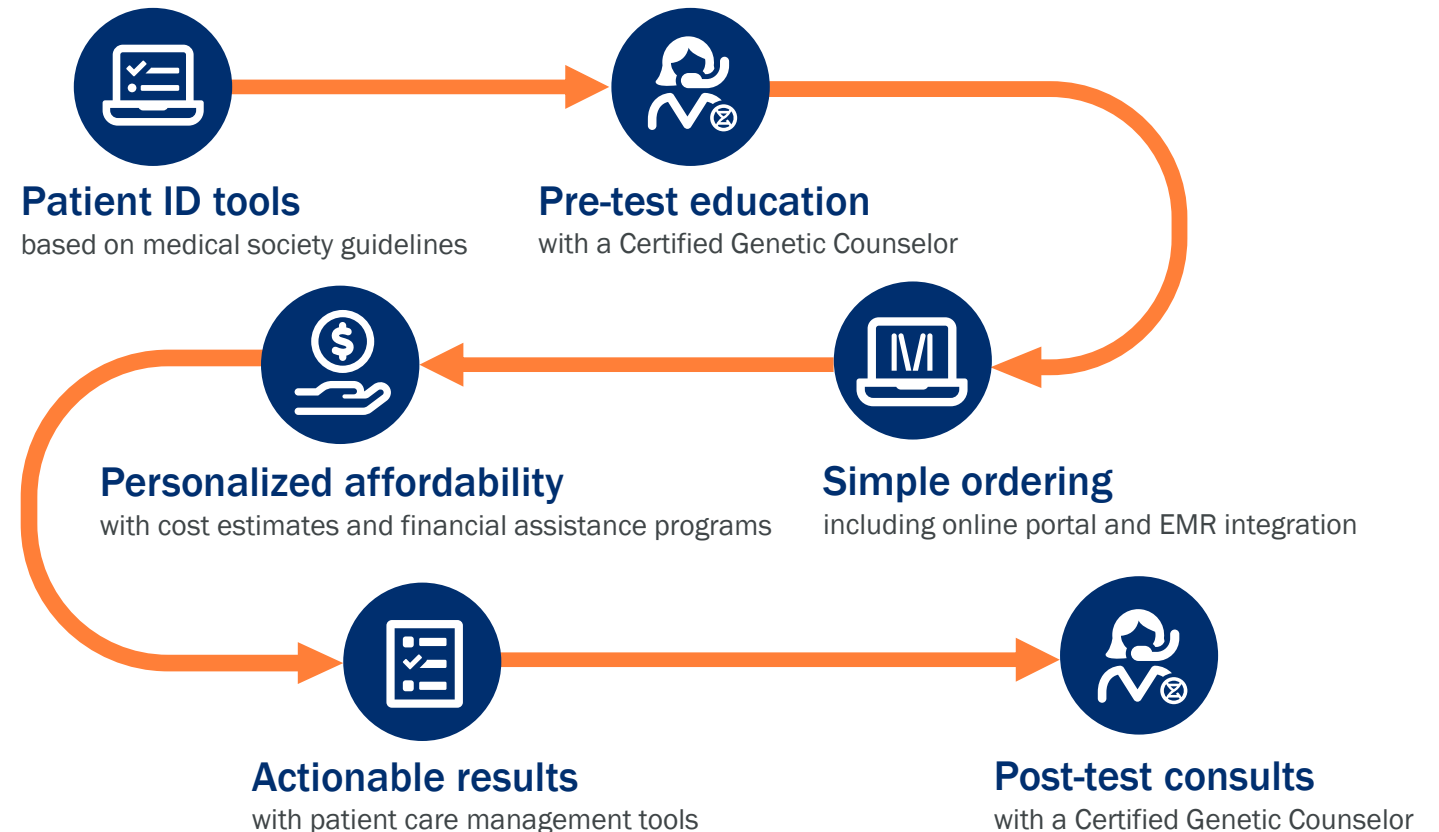 Patient ID tools
based on medical society guidelines
Pre-test education
with a Certified Genetic Counselor
Simple ordering
including online portal and EMR integration
Personalized affordability
with cost estimates and financial assistance programs
Actionable results
with patient care management tools
Post-test consults
with a Certified Genetic Counselor